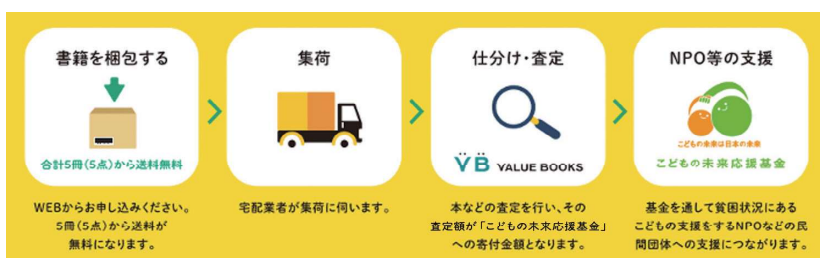 書籍を梱包する
合計5冊(5点)から送料無料
WEBからお申し込みください。
5冊(5点)から送料が
無料になります。
集荷
宅配業者が集荷に伺います。
仕分け・査定
VB VALUE BOOKS
本などの査定を行い、その
査定額が「こどもの未来応援基金」
への寄付金額となります。
NPO等の支援
こどもの未来は日本の未来
こどもの未来応援基金
基金を通して貧困状況にある
こどもの支援をするNPOなどの民
間団体への支援につながります。